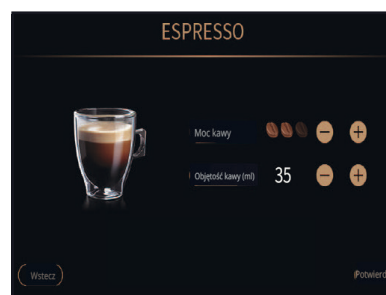 ESPRESSO
Moc kawy
Objętość kawy (ml) 35
Wstecz
Potwierd